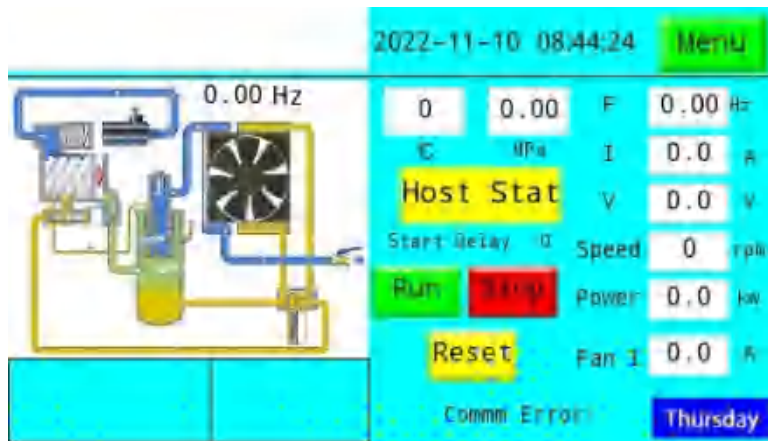 2022-11-10 08:44:24 Menu
0.00 Hz
0 0.00 F 0.00 Hz
℃ MPa I 0.0 A
Host Stat V 0.0 V
Start Delay 0 Speed 0 rpm
Run Stop Power 0.0 kW
Reset Fan I 0.0 A
Commm Error: Thursday